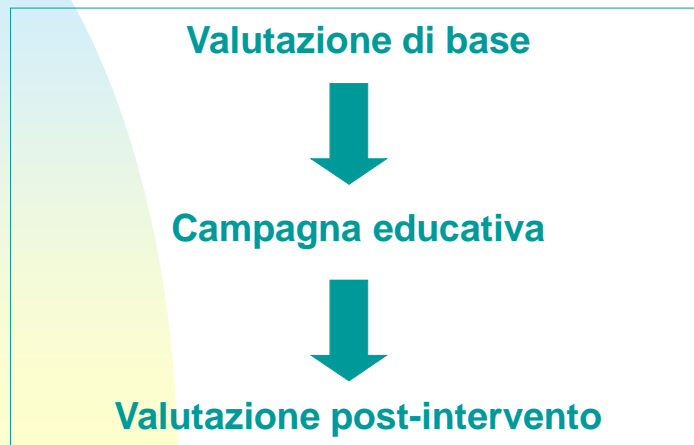 Valutazione di base
Campagna educativa
Valutazione post-intervento